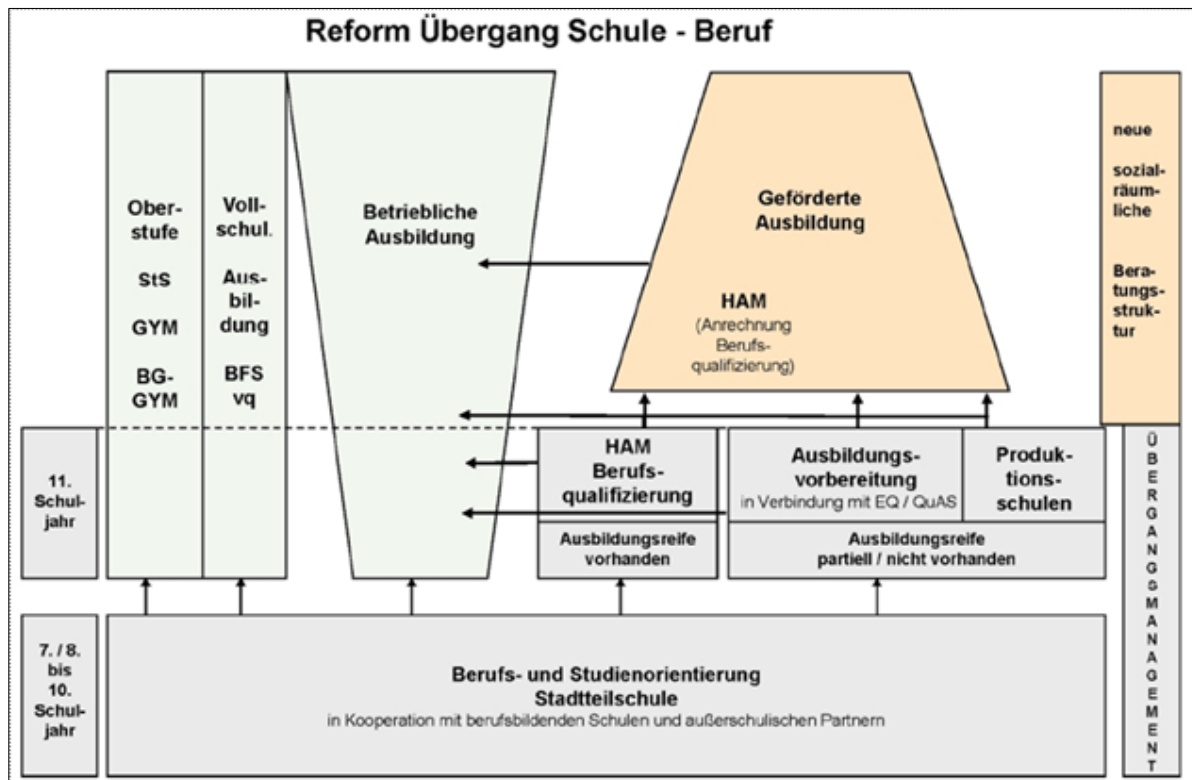 Reform Übergang Schule - Beruf
Ober-
stufe
StS
GYM
BG-
GYM
Voll-
schul.
Aus-
bil-
dung
BFS
vq
Betriebliche
Ausbildung
Geförderte
Ausbildung
HAM
(Anrechnung
Berufs-
qualifizierung)
neue
sozial-
räum-
liche
Bera-
tungs-
struk-
tur
11.
Schul-
jahr
HAM
Berufs-
qualifizierung
Ausbildungsreife
vorhanden
Ausbildungs-
vorbereitung
in Verbindung mit EQ / QuAS
Produk-
tions-
schulen
Ausbildungsreife
partiell / nicht vorhanden
7. / 8.
bis
10.
Schul-
jahr
Berufs- und Studienorientierung
Stadtteilschule
in Kooperation mit berufsbildenden Schulen und außerschulischen Partnern
ÜBERGANGSMANAGEMENT